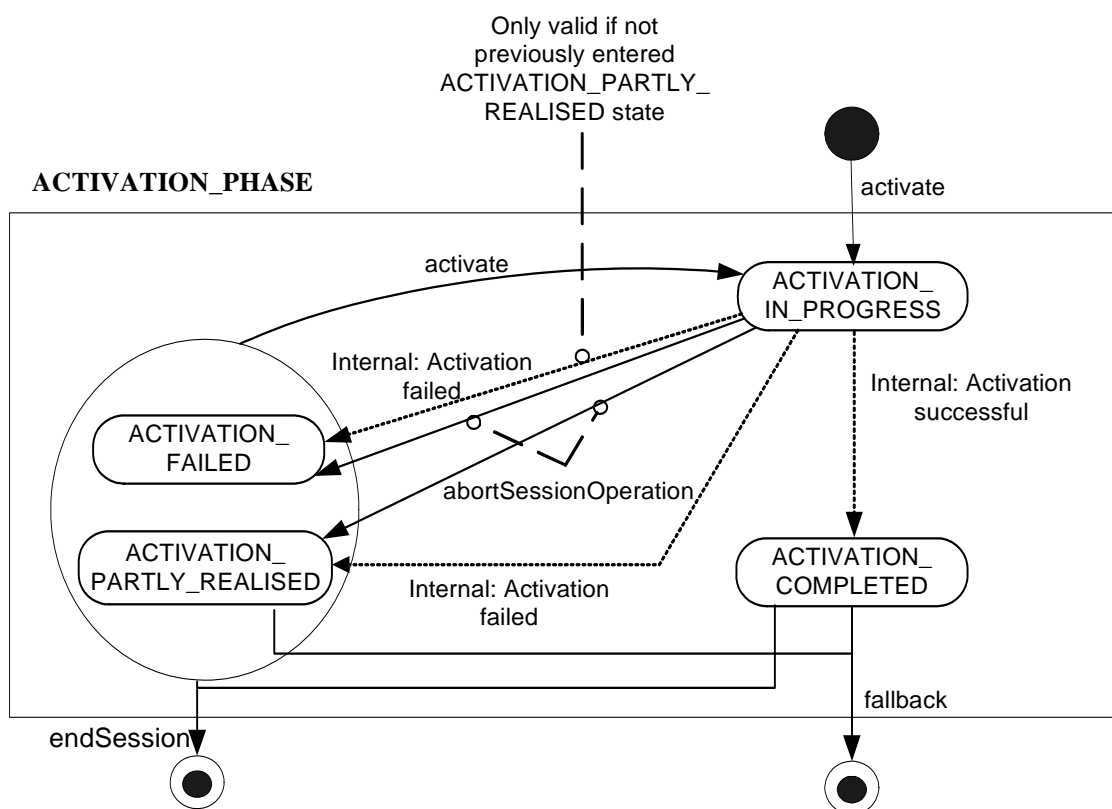 Only valid if not
previously entered
ACTIVATION_PARTLY_
REALISED state
ACTIVATION_PHASE
activate
activate
ACTIVATION_
IN_PROGRESS
Internal: Activation
failed
Internal: Activation
successful
ACTIVATION_
FAILED
abortSessionOperation
ACTIVATION_
PARTLY_REALISED
Internal: Activation
failed
ACTIVATION_
COMPLETED
fallback
endSession